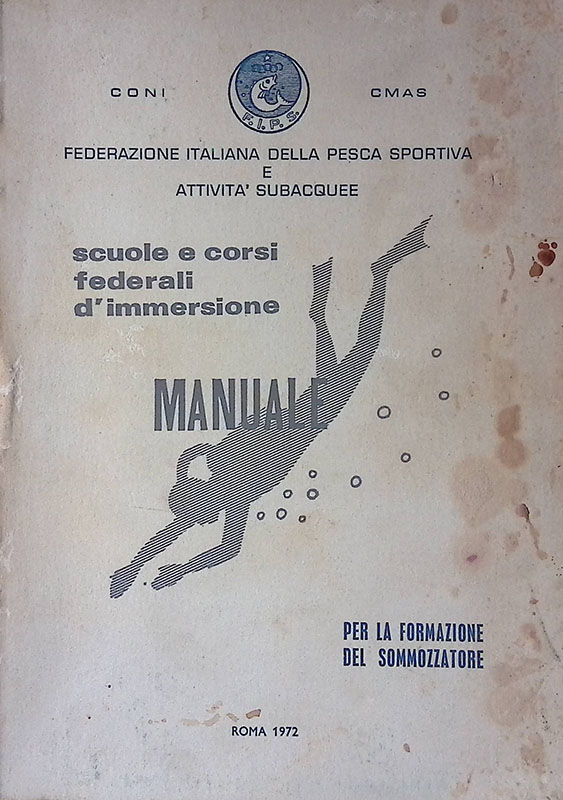 CONI
CMAS
F.I.P.S.
FEDERAZIONE ITALIANA DELLA PESCA SPORTIVA
E
ATTIVITA' SUBACQUEE
scuole e corsi
federali
d'immersione
MANUALE
PER LA FORMAZIONE
DEL SOMMOZZATORE
ROMA 1972